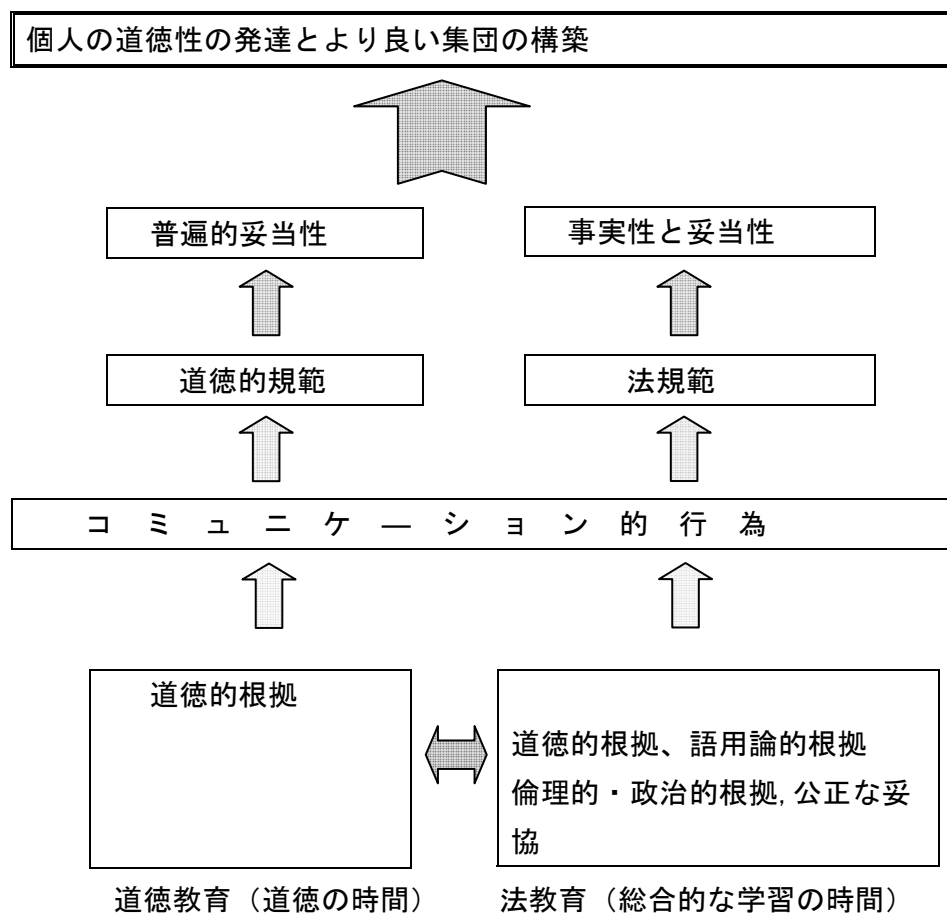 個人の道徳性の発達とより良い集団の構築
普遍的妥当性
事実性と妥当性
道徳的規範
法規範
コミュニケ―ション的行為
道徳的根拠
道徳的根拠、語用論的根拠
倫理的・政治的根拠,公正な妥
協
道徳教育（道徳の時間）
法教育（総合的な学習の時間）